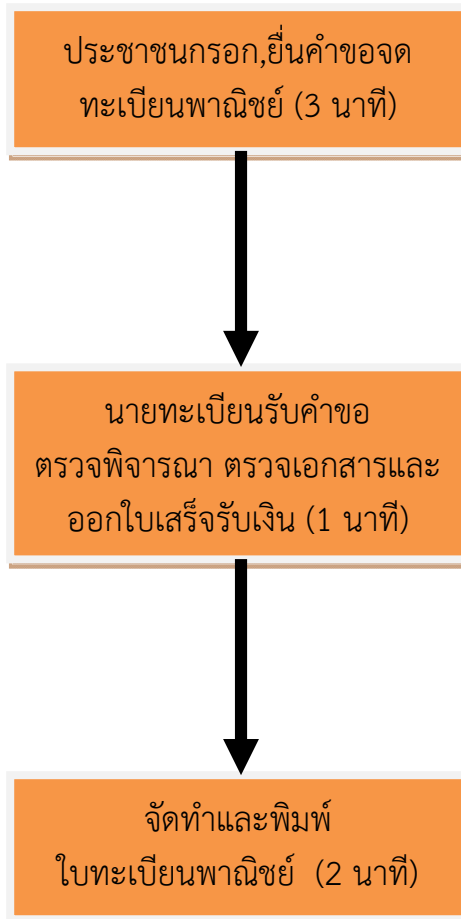 ประชาชนกรอก,ยื่นคำขอจด
ทะเบียนพาณิชย์ (3 นาที)
นายทะเบียนรับคำขอ
ตรวจพิจารณา ตรวจเอกสารและ
ออกใบเสร็จรับเงิน (1 นาที)
จัดทำและพิมพ์
ใบทะเบียนพาณิชย์  (2 นาที)